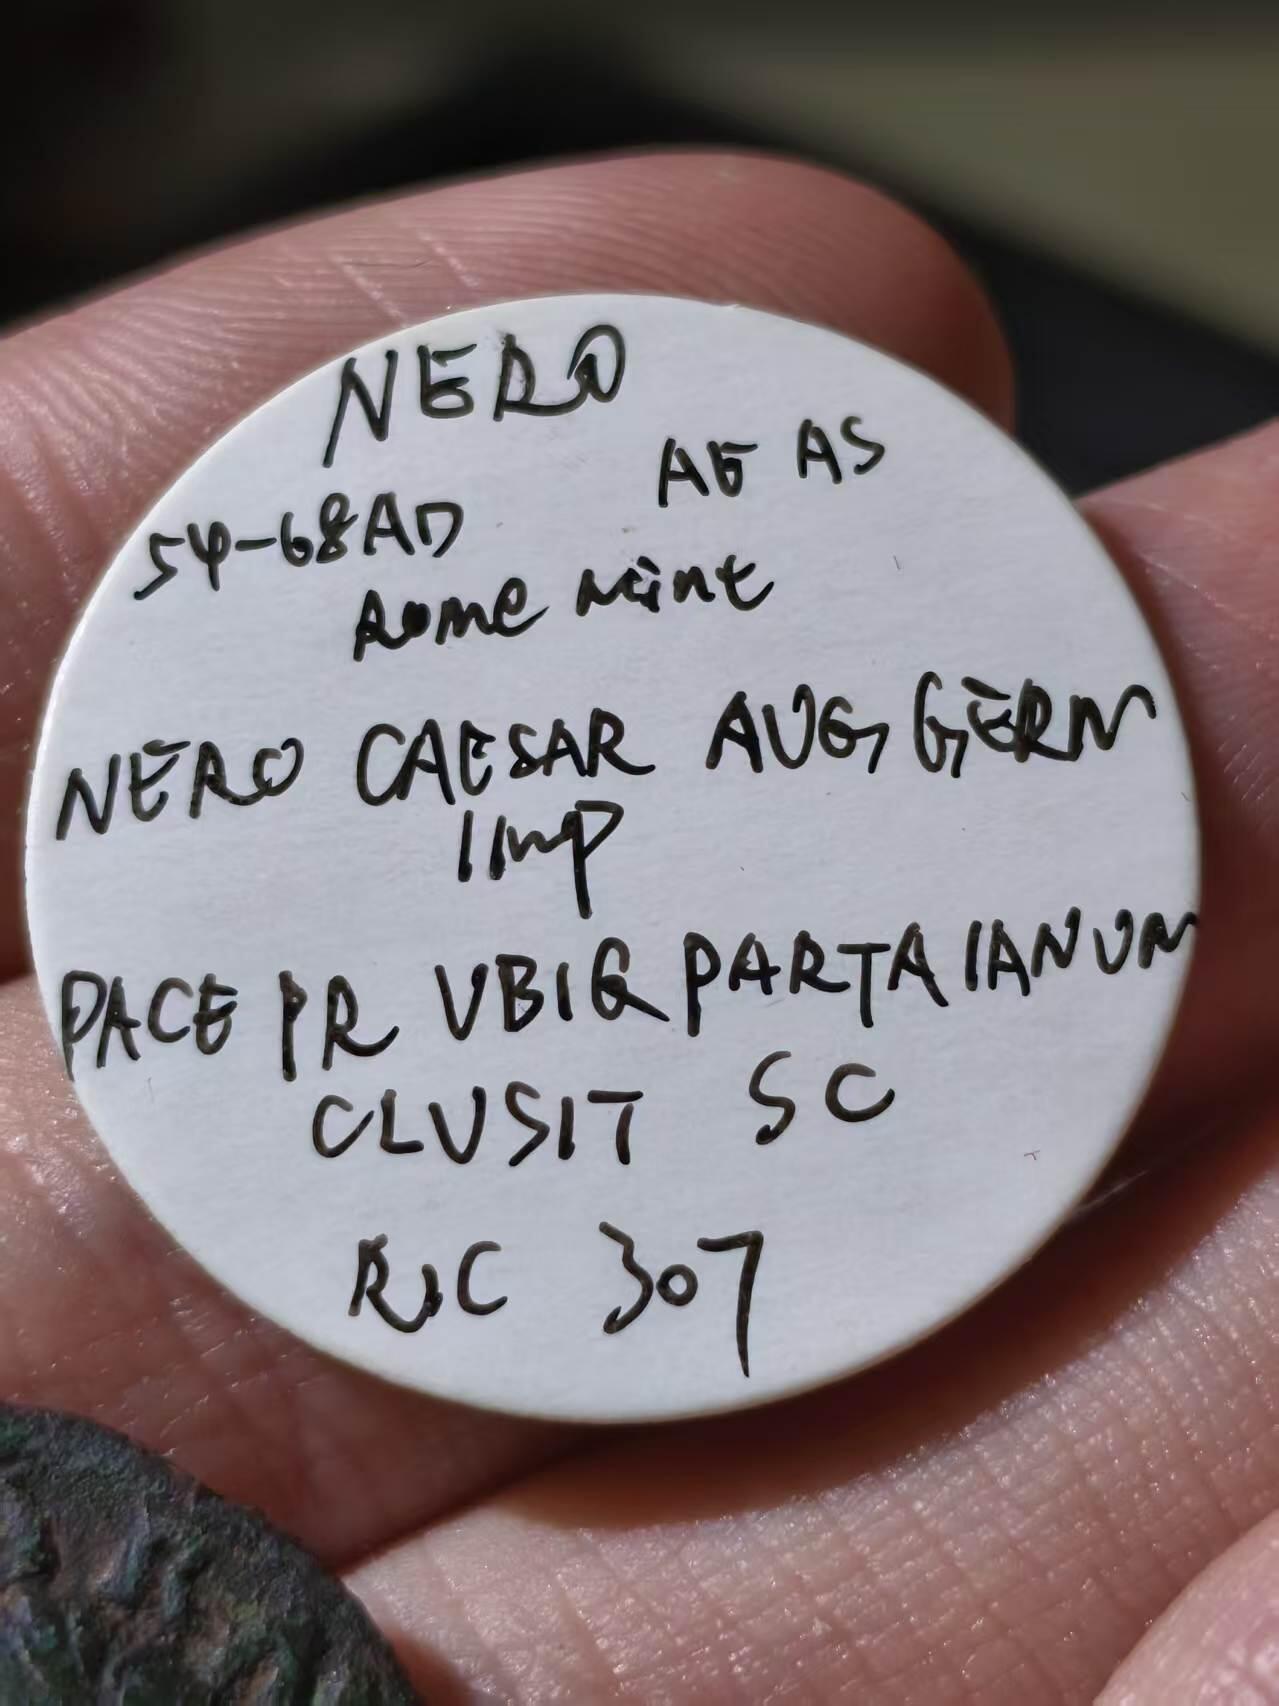 NERO
AE AS
54-68AD
Rome Mint
NERO CAESAR AUG GERM
IMP
PACE PR VBIQ PARTA IANUM
CLUSIT SC
RIC 307